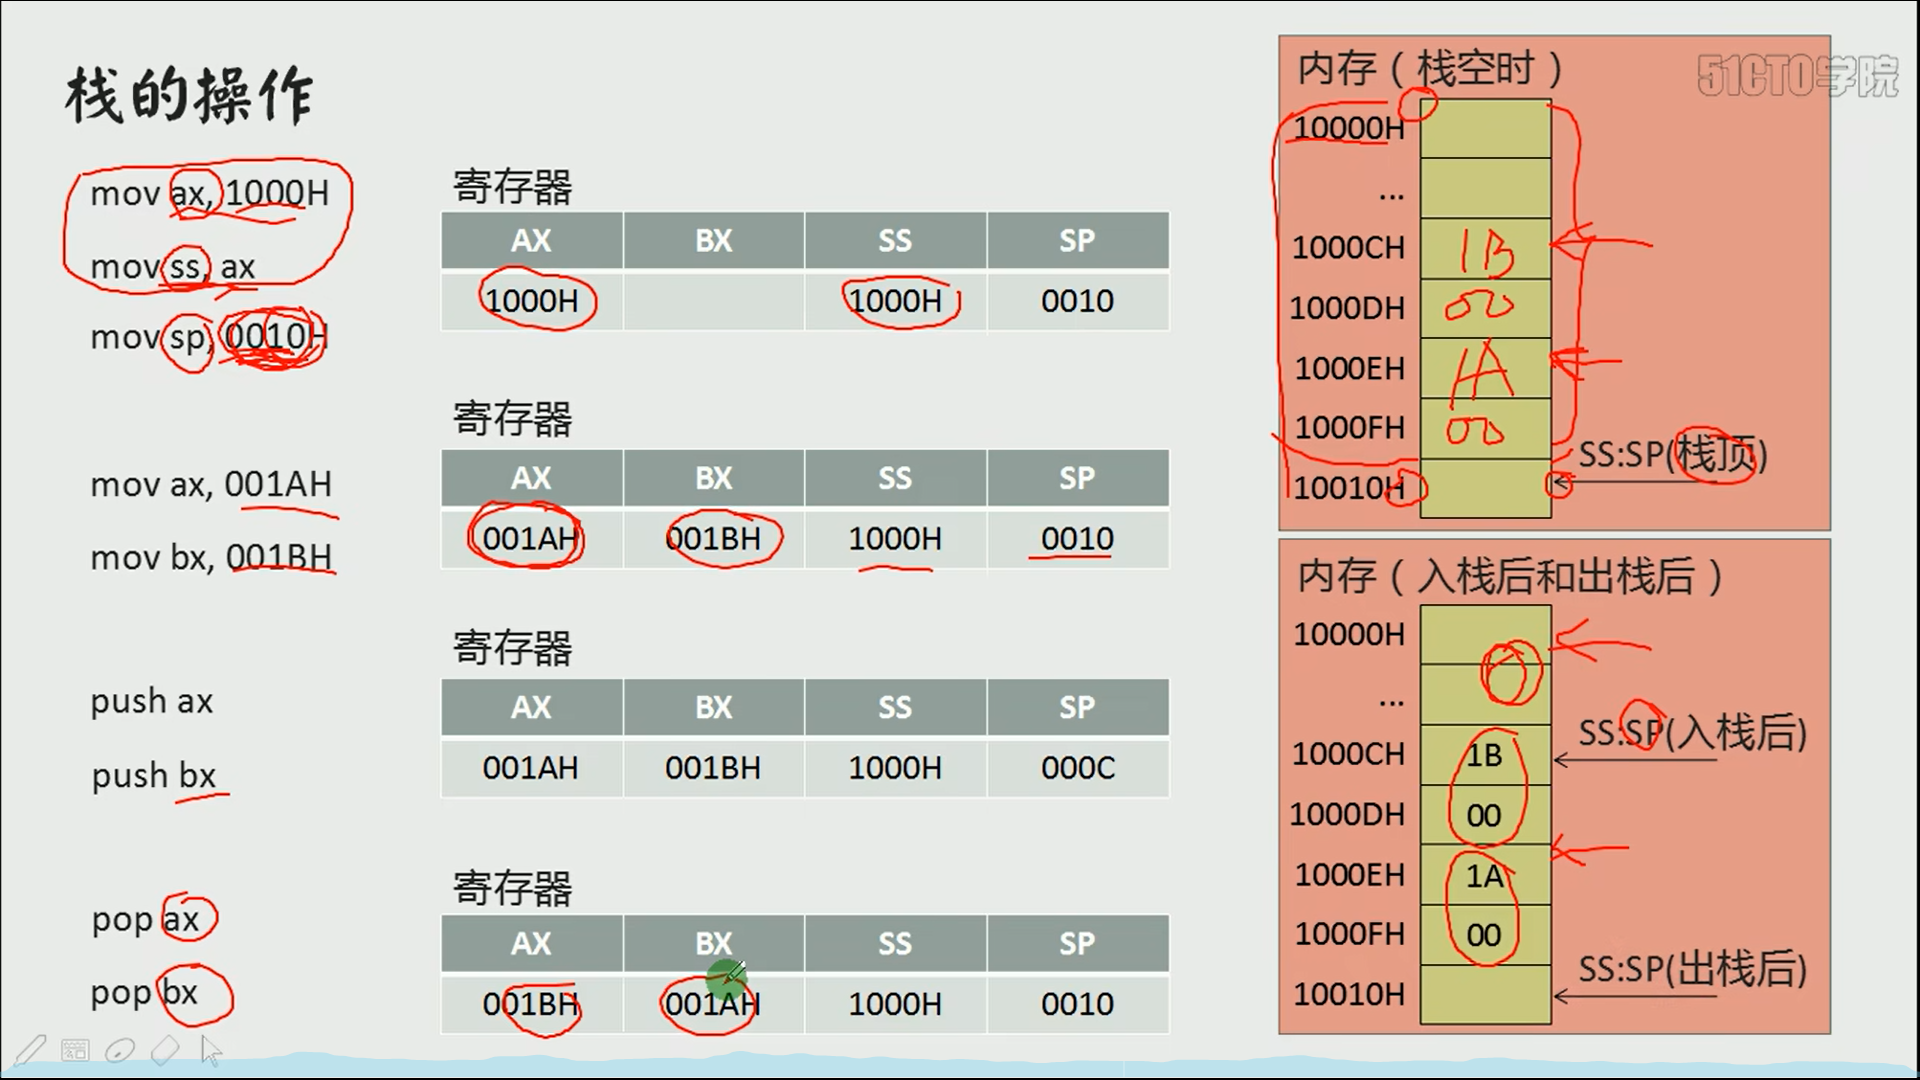 栈的操作
mov ax, 1000H
mov ss, ax
mov sp, 0010H
寄存器
AX BX SS SP
1000H 1000H 0010
mov ax, 001AH
mov bx, 001BH
寄存器
AX BX SS SP
001AH 001BH 1000H 0010
push ax
push bx
寄存器
AX BX SS SP
001AH 001BH 1000H 000C
pop ax
pop bx
寄存器
AX BX SS SP
001BH 001AH 1000H 0010
内存（栈空时）
51CTO学院
10000H
...
1000CH 1B
1000DH 00
1000EH 1A
1000FH 00
SS:SP(栈顶)
10010H
内存（入栈后和出栈后）
10000H
...
SS:SP(入栈后)
1000CH 1B
1000DH 00
1000EH 1A
1000FH 00
SS:SP(出栈后)
10010H